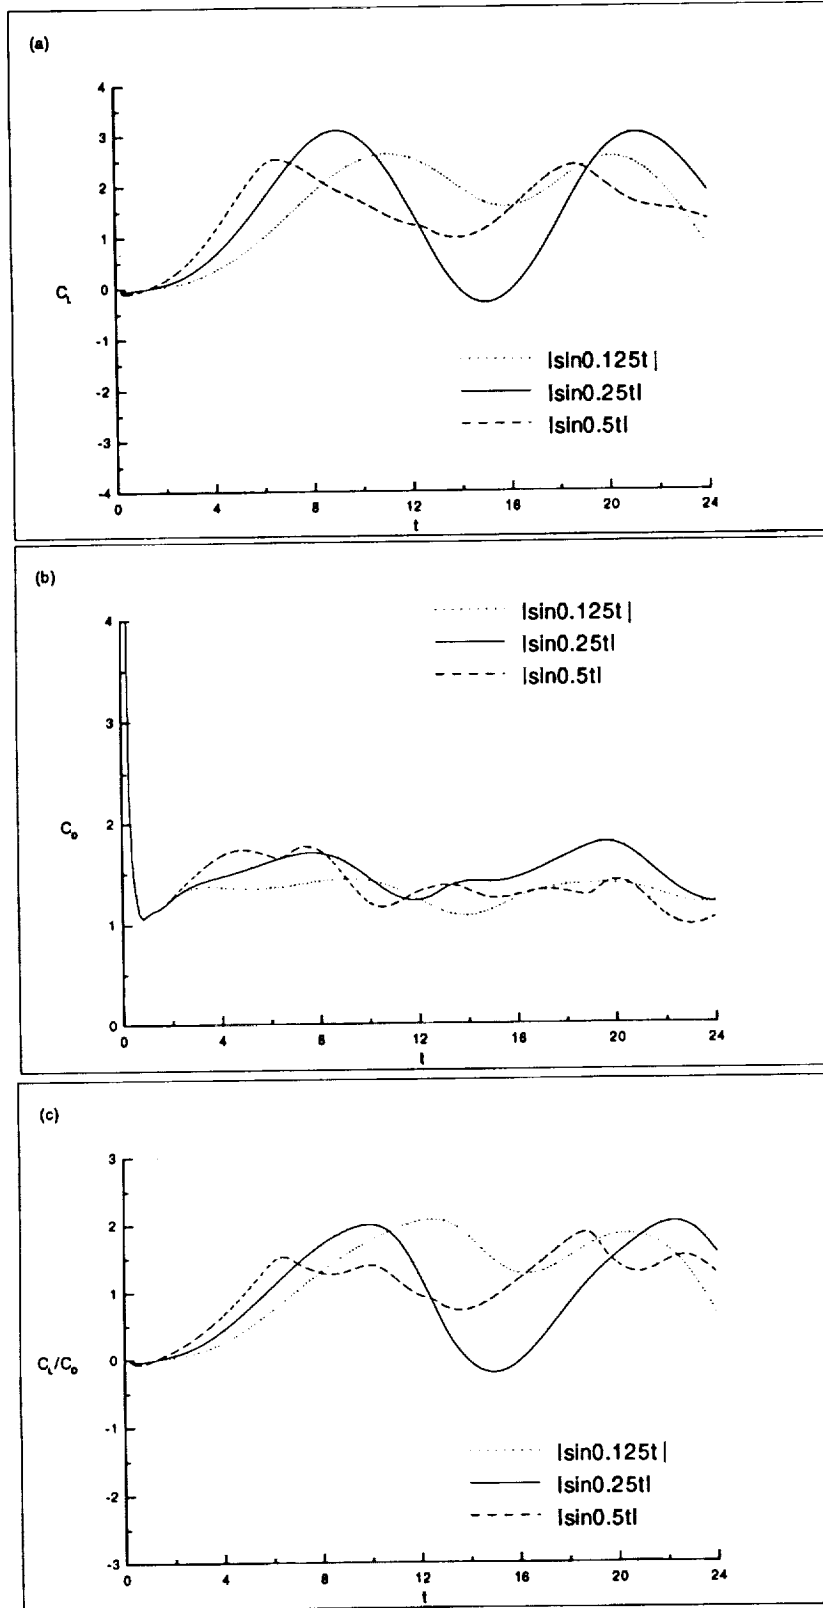 (a)
4
3
2
1
0
-1
-2
-3
-4
C_L
|sin0.125t|
|sin0.25t|
|sin0.5t|
0 4 8 12 16 20 24
t
(b)
|sin0.125t|
|sin0.25t|
|sin0.5t|
4
3
2
1
0
C_D
0 4 8 12 16 20 24
t
(c)
3
2
1
0
-1
-2
-3
C_L/C_D
|sin0.125t|
|sin0.25t|
|sin0.5t|
0 4 8 12 16 20 24
t